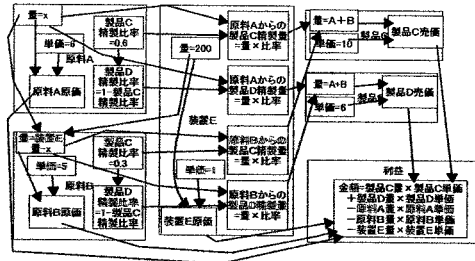 量=x
単価=6
原料A
原料A原価
製品C
精製比率
=0.6
製品D
精製比率
=1-製品C
精製比率
量=200
装置E
単価=1
装置E原価
原料Aからの
製品C精製量
=量×比率
原料Aからの
製品D精製量
=量×比率
原料Bからの
製品C精製量
=量×比率
原料Bからの
製品D精製量
=量×比率
量=A+B
単価=10
製品C売価
量=A+B
単価=6
製品D売価
量=装置E
-x
単価=5
原料B
原料B原価
製品C
精製比率
=0.3
製品D
精製比率
=1-製品C
精製比率
利益
金額=製品C量×製品C単価
+製品D量×製品D単価
-原料A量×原料A単価
-原料B量×原料B単価
-装置E量×装置E単価